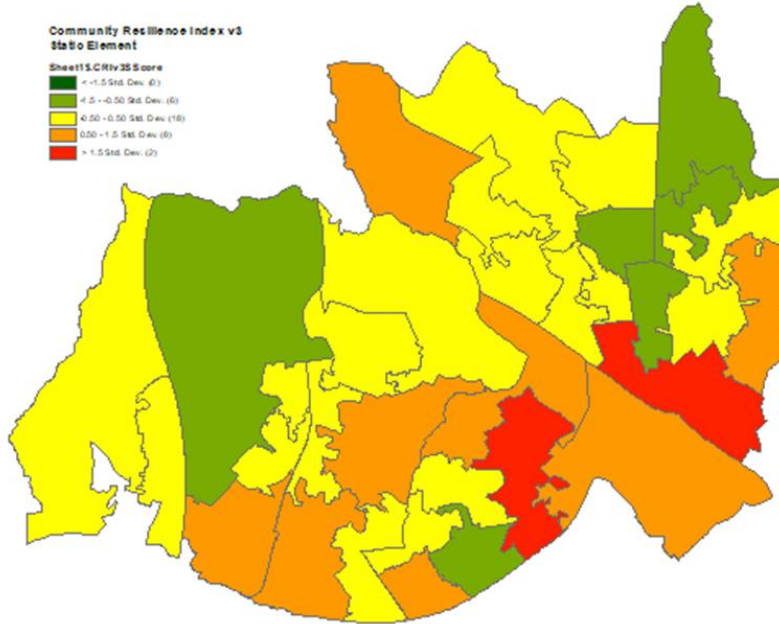 Community Resilience Index v3
Static Element
Sheet1$.CRIv3SScore
< -1.5 Std. Dev. (0)
-1.5 - -0.50 Std. Dev. (6)
-0.50 - 0.50 Std. Dev. (18)
0.50 - 1.5 Std. Dev. (8)
> 1.5 Std. Dev. (2)